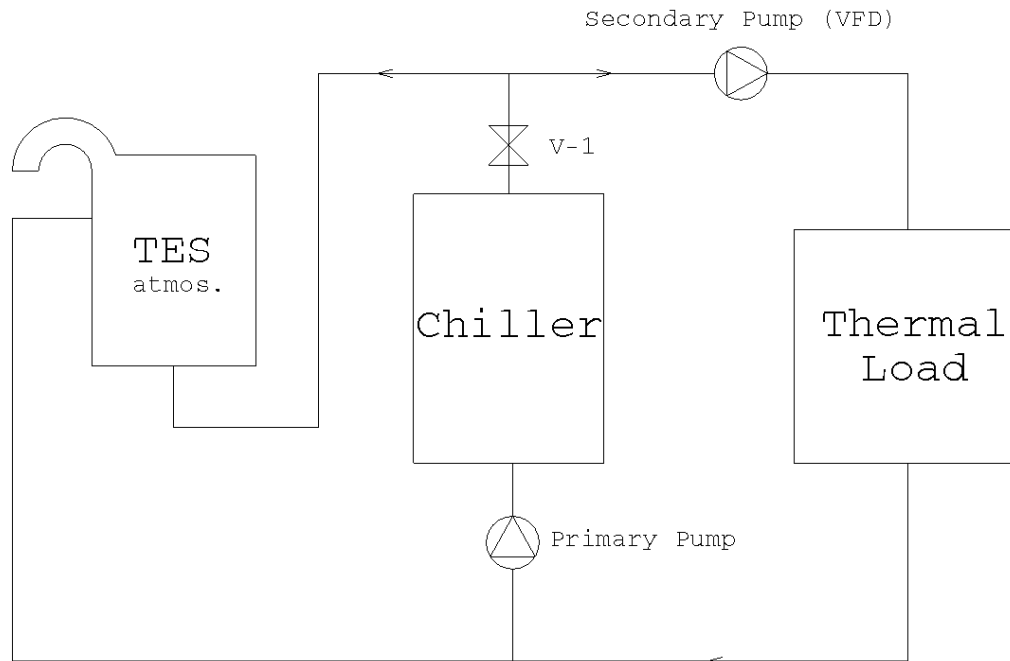 Secondary Pump (VFD)
V-1
TES
atmos.
Chiller
Thermal
Load
Primary Pump